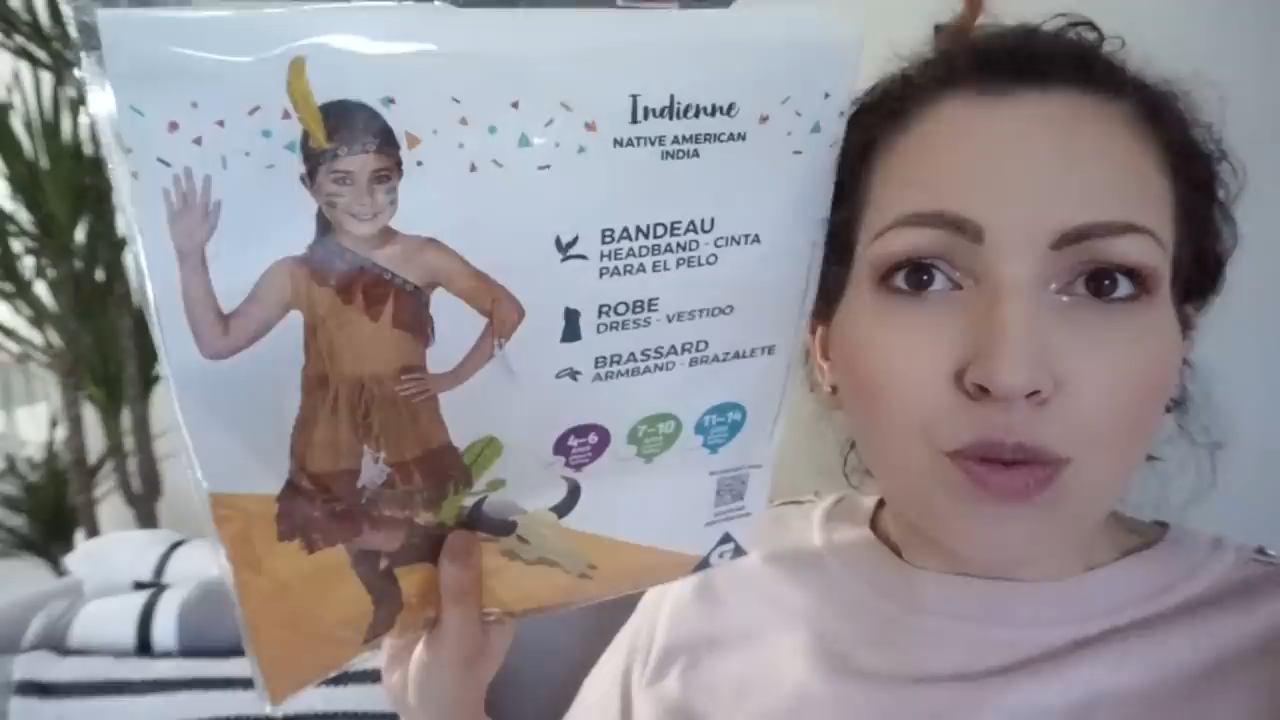 Indienne
NATIVE AMERICAN
INDIA
BANDEAU
HEADBAND - CINTA
PARA EL PELO
ROBE
DRESS - VESTIDO
BRASSARD
ARMBAND - BRAZALETE
4-6
7-10
11-14